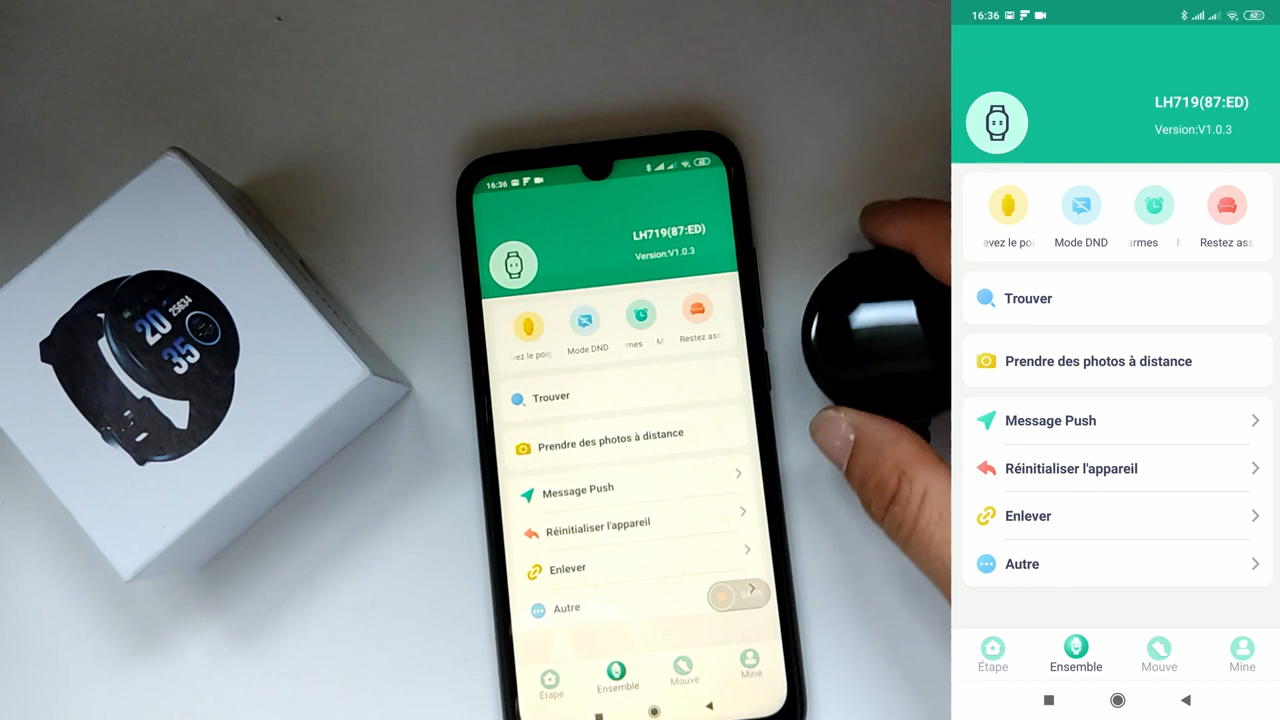 20
35
25634
16:36
LH719(87:ED)
Version:V1.0.3
Mode DND
Restez
Trouver
Prendre des photos à distance
Message Push
Réinitialiser l'appareil
Enlever
Autre
04:05
Étape
Ensemble
Mouve
Mine
16:36
62
LH719(87:ED)
Version:V1.0.3
evez le poi
Mode DND
armes
Restez ass
Trouver
Prendre des photos à distance
Message Push
Réinitialiser l'appareil
Enlever
Autre
Étape
Ensemble
Mouve
Mine